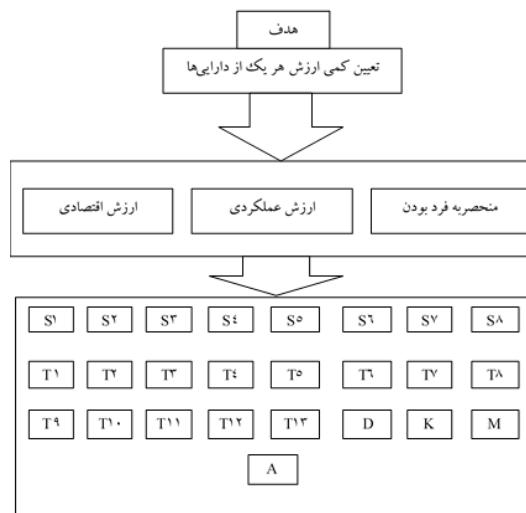 هدف
تعیین کمی ارزش هر یک از دارایی‌ها
منحصربه فرد بودن ارزش عملکردی ارزش اقتصادی
S۱ S۲ S۳ S٤ S٥ S٦ S۷ S۸
T۱ T۲ T۳ T٤ T٥ T٦ T۷ T۸
T۹ T۱۰ T۱۱ T۱۲ T۱۳ D K M
A